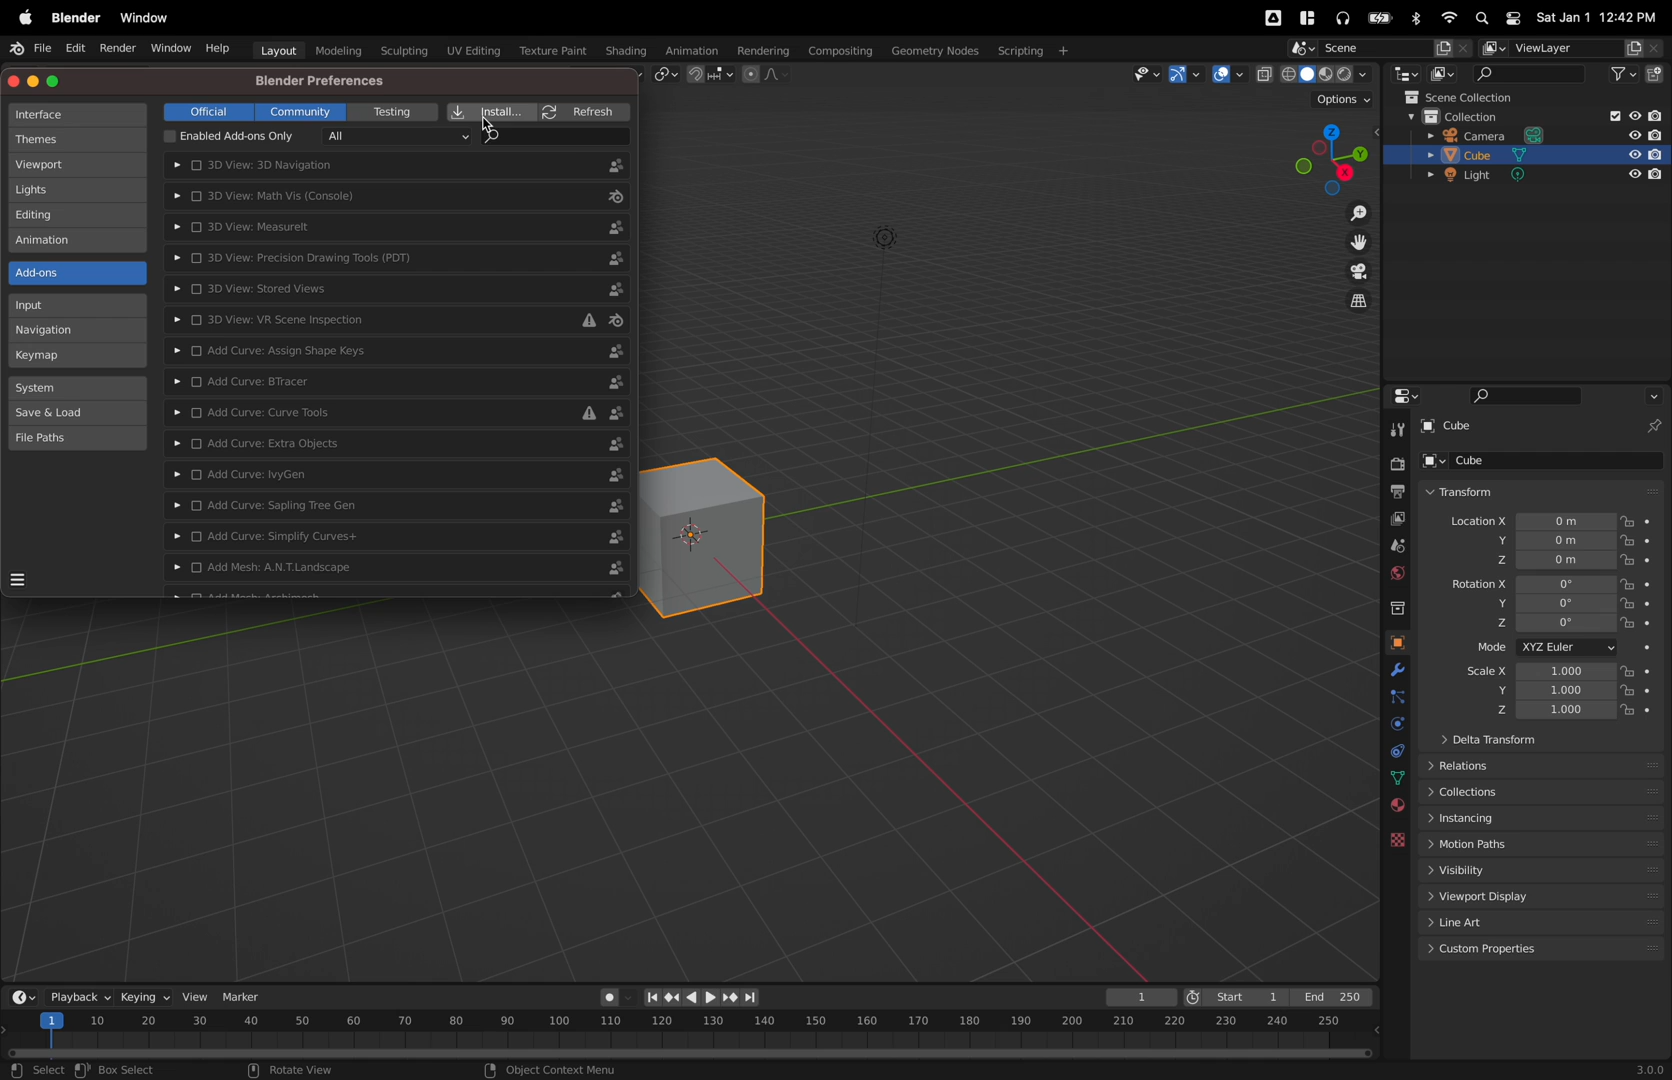 Blender Window Sat Jan 1 12:42 PM
File Edit Render Window Help Layout Modeling Sculpting UV Editing Texture Paint Shading Animation Rendering Compositing Geometry Nodes Scripting + Scene ViewLayer
Blender Preferences
Interface
Themes
Viewport
Lights
Editing
Animation
Add-ons
Input
Navigation
Keymap
System
Save & Load
File Paths
Official Community Testing Install... Refresh
Enabled Add-ons Only All
3D View: 3D Navigation
3D View: Math Vis (Console)
3D View: MeasureIt
3D View: Precision Drawing Tools (PDT)
3D View: Stored Views
3D View: VR Scene Inspection
Add Curve: Assign Shape Keys
Add Curve: BTracer
Add Curve: Curve Tools
Add Curve: Extra Objects
Add Curve: IvyGen
Add Curve: Sapling Tree Gen
Add Curve: Simplify Curves+
Add Mesh: A.N.T.Landscape
Options
Z
Y
X
Scene Collection
Collection
Camera
Cube
Light
Cube
Cube
Transform
Location X 0 m
Y 0 m
Z 0 m
Rotation X 0°
Y 0°
Z 0°
Mode XYZ Euler
Scale X 1.000
Y 1.000
Z 1.000
Delta Transform
Relations
Collections
Instancing
Motion Paths
Visibility
Viewport Display
Line Art
Custom Properties
Playback Keying View Marker 1 Start 1 End 250
1 10 20 30 40 50 60 70 80 90 100 110 120 130 140 150 160 170 180 190 200 210 220 230 240 250
Select Box Select Rotate View Object Context Menu 3.0.0